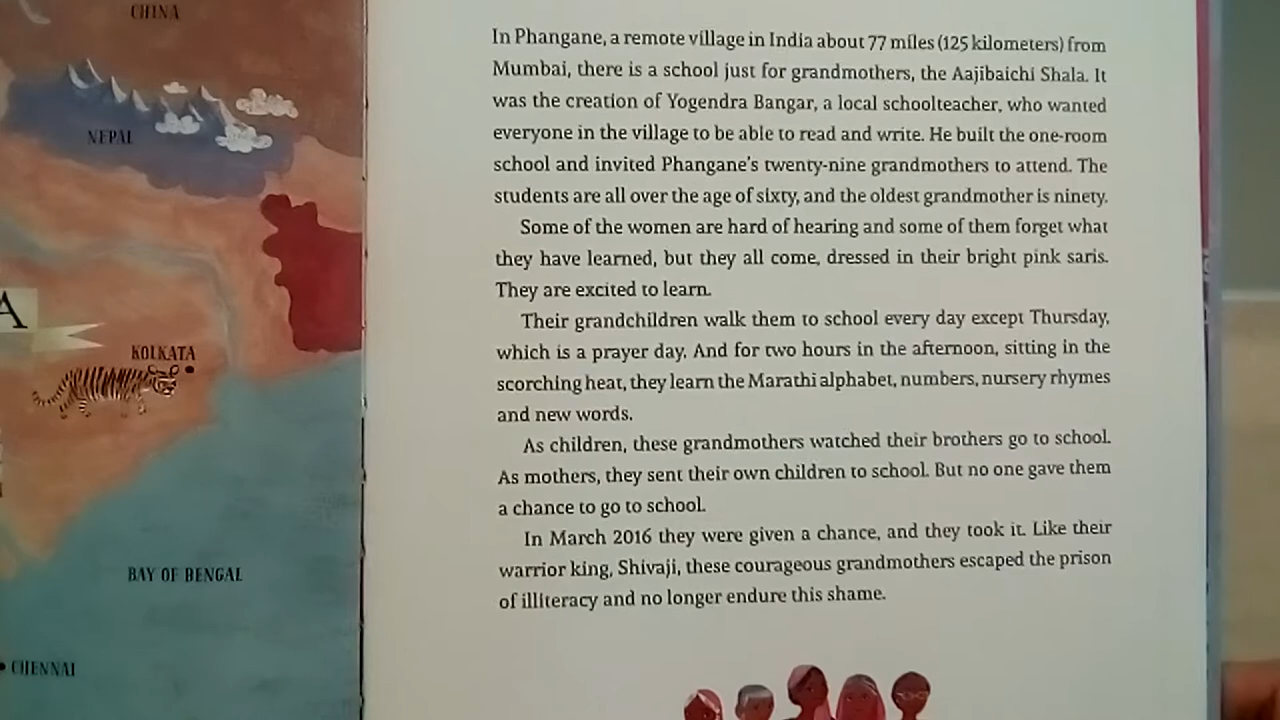 CHINA
NEPAL
A
KOLKATA
BAY OF BENGAL
CHENNAI
In Phangane, a remote village in India about 77 miles (125 kilometers) from
Mumbai, there is a school just for grandmothers, the Aajibaichi Shala. It
was the creation of Yogendra Bangar, a local schoolteacher, who wanted
everyone in the village to be able to read and write. He built the one-room
school and invited Phangane's twenty-nine grandmothers to attend. The
students are all over the age of sixty, and the oldest grandmother is ninety.
Some of the women are hard of hearing and some of them forget what
they have learned, but they all come, dressed in their bright pink saris.
They are excited to learn.
Their grandchildren walk them to school every day except Thursday,
which is a prayer day. And for two hours in the afternoon, sitting in the
scorching heat, they learn the Marathi alphabet, numbers, nursery rhymes
and new words.
As children, these grandmothers watched their brothers go to school.
As mothers, they sent their own children to school. But no one gave them
a chance to go to school.
In March 2016 they were given a chance, and they took it. Like their
warrior king, Shivaji, these courageous grandmothers escaped the prison
of illiteracy and no longer endure this shame.